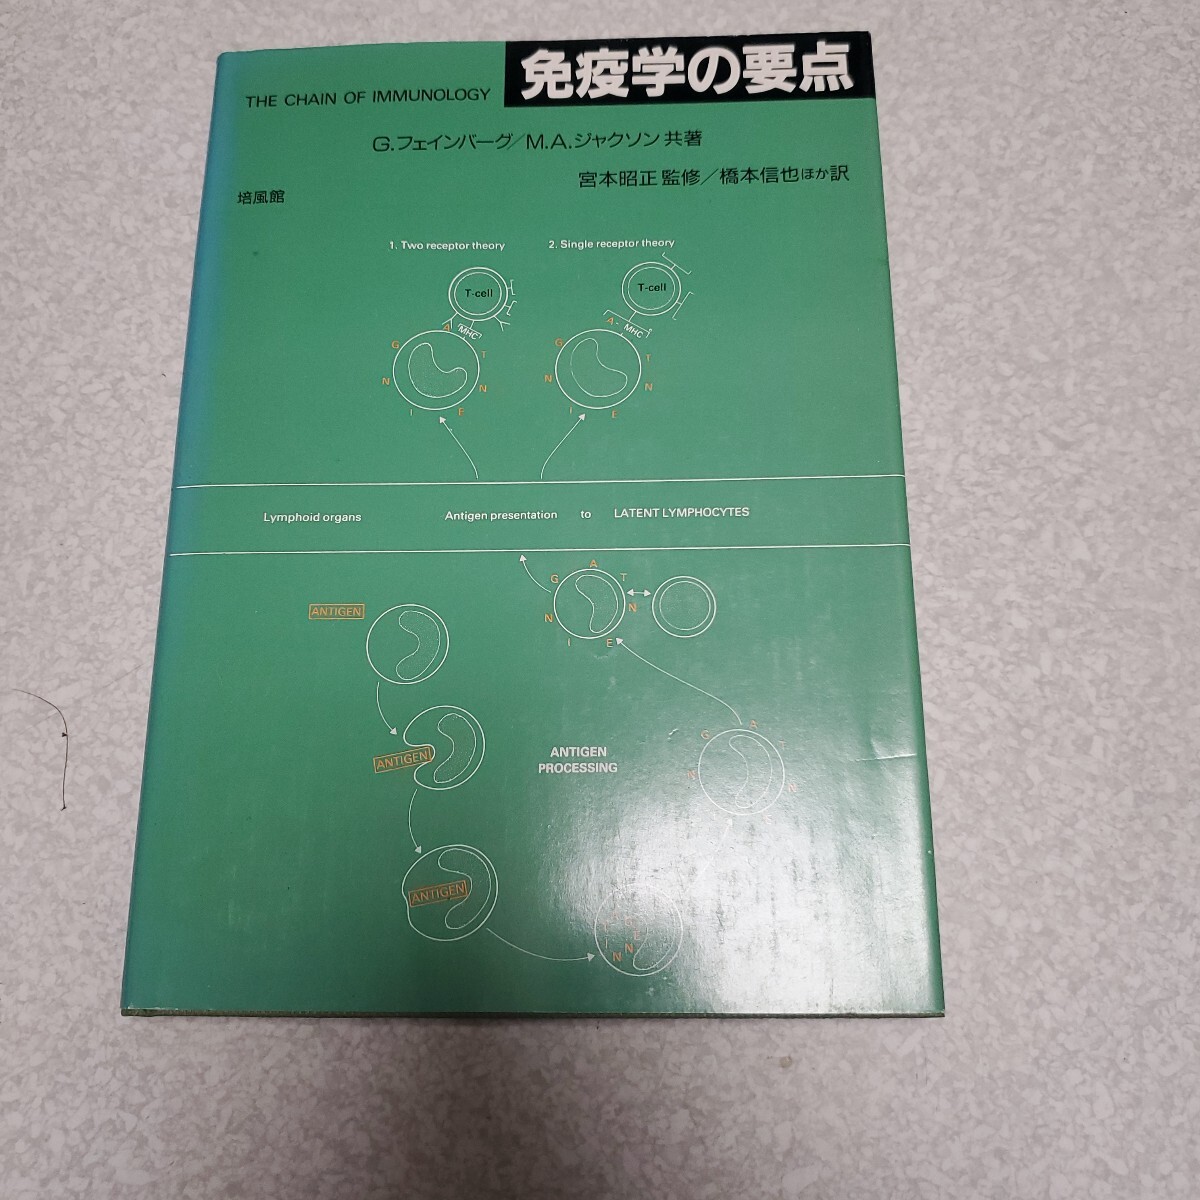 THE CHAIN OF IMMUNOLOGY
免疫学の要点
G.フェインバーグ/M.A.ジャクソン 共著
宮本昭正 監修/橋本信也ほか訳
培風館
1. Two receptor theory
2. Single receptor theory
T-cell
T-cell
MHC
MHC
ANTIGEN
ANTIGEN
Lymphoid organs
Antigen presentation to LATENT LYMPHOCYTES
ANTIGEN
ANTIGEN
ANTIGEN
ANTIGEN PROCESSING
ANTIGEN